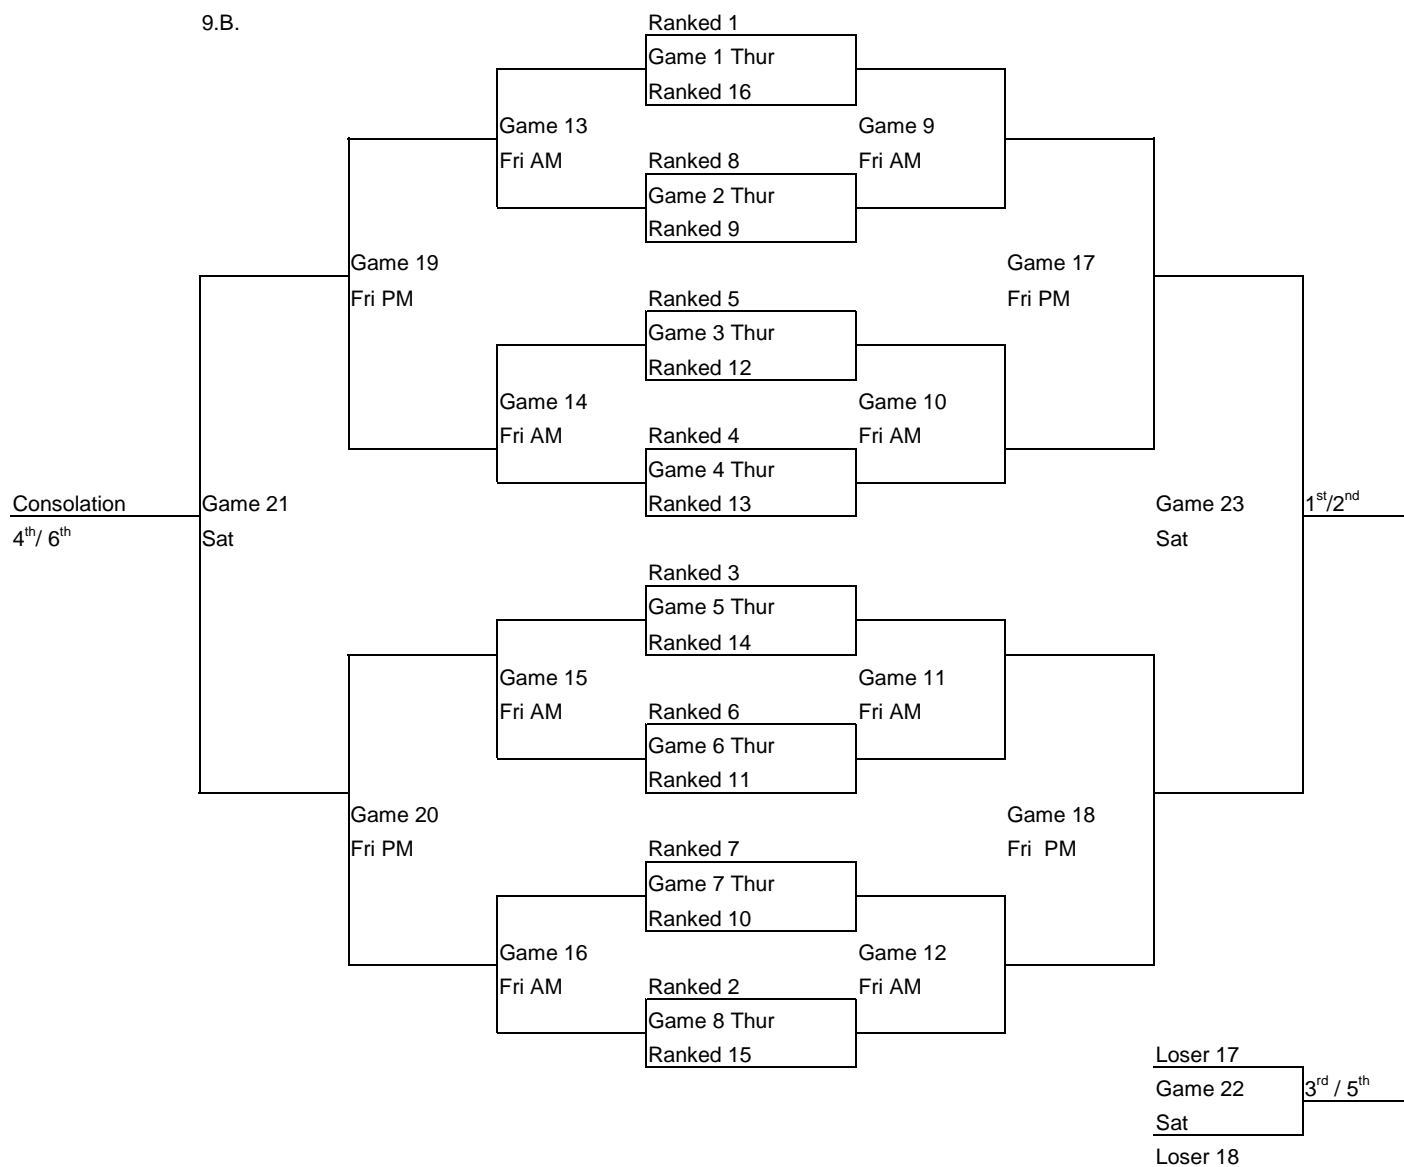 9.B.
Ranked 1
Game 1 Thur
Ranked 16
Game 13
Fri AM
Game 9
Fri AM
Ranked 8
Game 2 Thur
Ranked 9
Game 19
Fri PM
Game 17
Fri PM
Ranked 5
Game 3 Thur
Ranked 12
Game 14
Fri AM
Game 10
Fri AM
Ranked 4
Game 4 Thur
Ranked 13
Consolation
4th/ 6th
Game 21
Sat
Game 23
Sat
1st/2nd
Ranked 3
Game 5 Thur
Ranked 14
Game 15
Fri AM
Game 11
Fri AM
Ranked 6
Game 6 Thur
Ranked 11
Game 20
Fri PM
Game 18
Fri  PM
Ranked 7
Game 7 Thur
Ranked 10
Game 16
Fri AM
Game 12
Fri AM
Ranked 2
Game 8 Thur
Ranked 15
Loser 17
Game 22
Sat
Loser 18
3rd / 5th